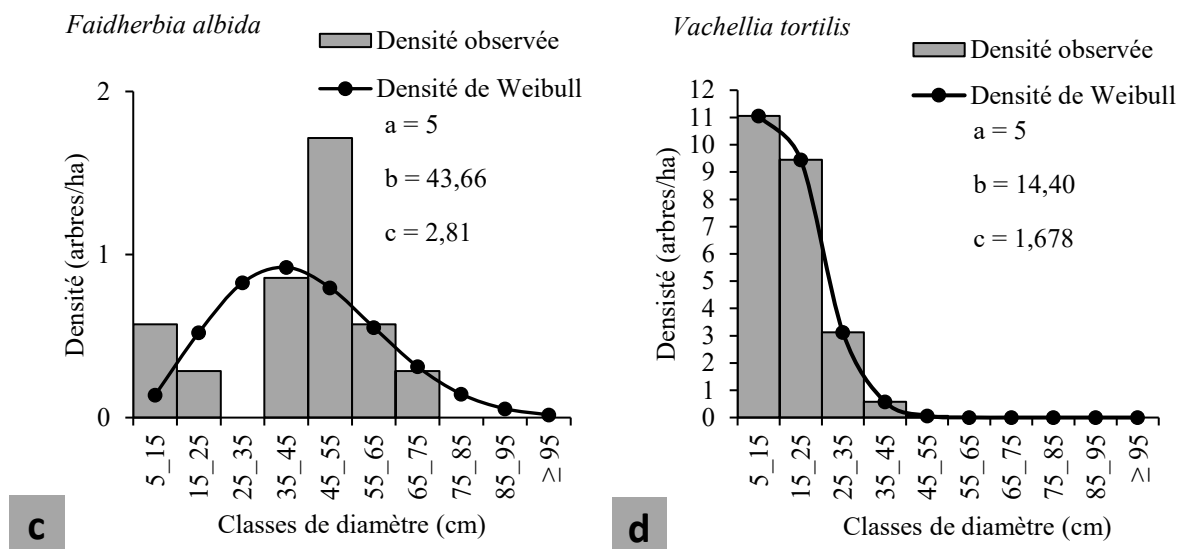 Faidherbia albida
Densité observée
Densité de Weibull
a = 5
b = 43,66
c = 2,81
Densité (arbres/ha)
2
1
0
5_15
15_25
25_35
35_45
45_55
55_65
65_75
75_85
85_95
≥ 95
Classes de diamètre (cm)
c
Vachellia tortilis
Densité observée
Densité de Weibull
a = 5
b = 14,40
c = 1,678
Densisté (arbres/ha)
12
11
10
9
8
7
6
5
4
3
2
1
0
5_15
15_25
25_35
35_45
45_55
55_65
65_75
75_85
85_95
≥ 95
Classes de diamètre (cm)
d